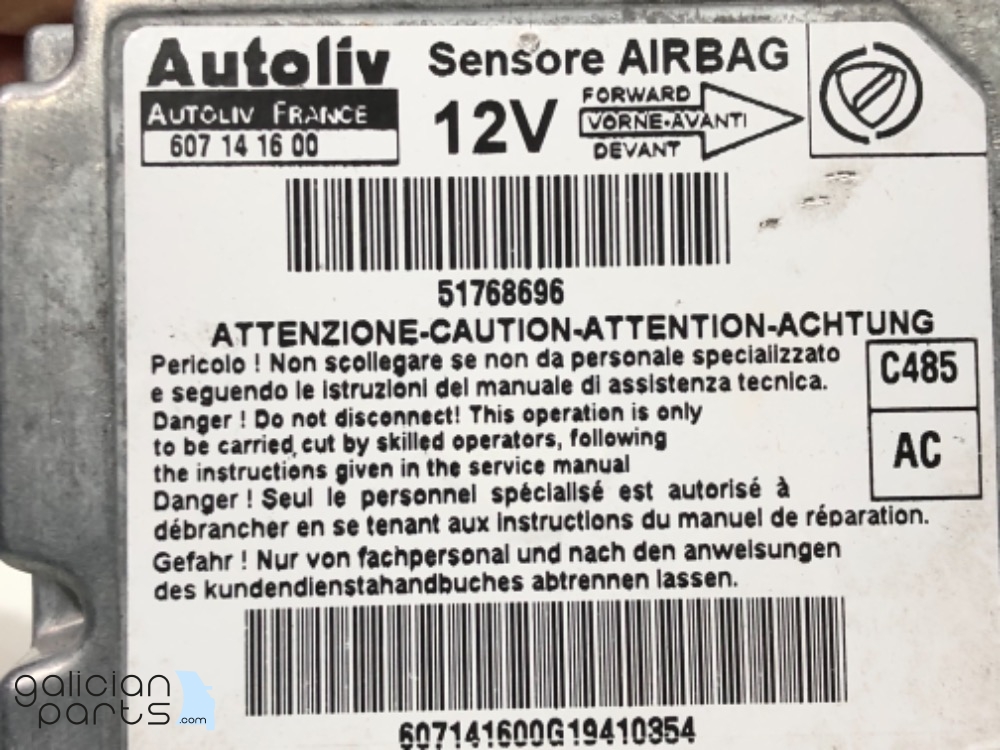 Autoliv
AUTOLIV FRANCE
607 14 16 00
Sensore AIRBAG
12V
FORWARD
VORNE-AVANTI
DEVANT
51768696
ATTENZIONE-CAUTION-ATTENTION-ACHTUNG
Pericolo ! Non scollegare se non da personale specializzato
e seguendo le istruzioni del manuale di assistenza tecnica.
Danger ! Do not disconnect! This operation is only
to be carried cut by skilled operators, following
the instructions given in the service manual
Danger ! Seul le personnel spécialisé est autorisé à
débrancher en se tenant aux instructions du manuel de réparation.
Gefahr ! Nur von fachpersonal und nach den anweisungen
des kundendienstahandbuches abtrennen lassen.
C485
AC
607141600G19410354
galician
parts.com